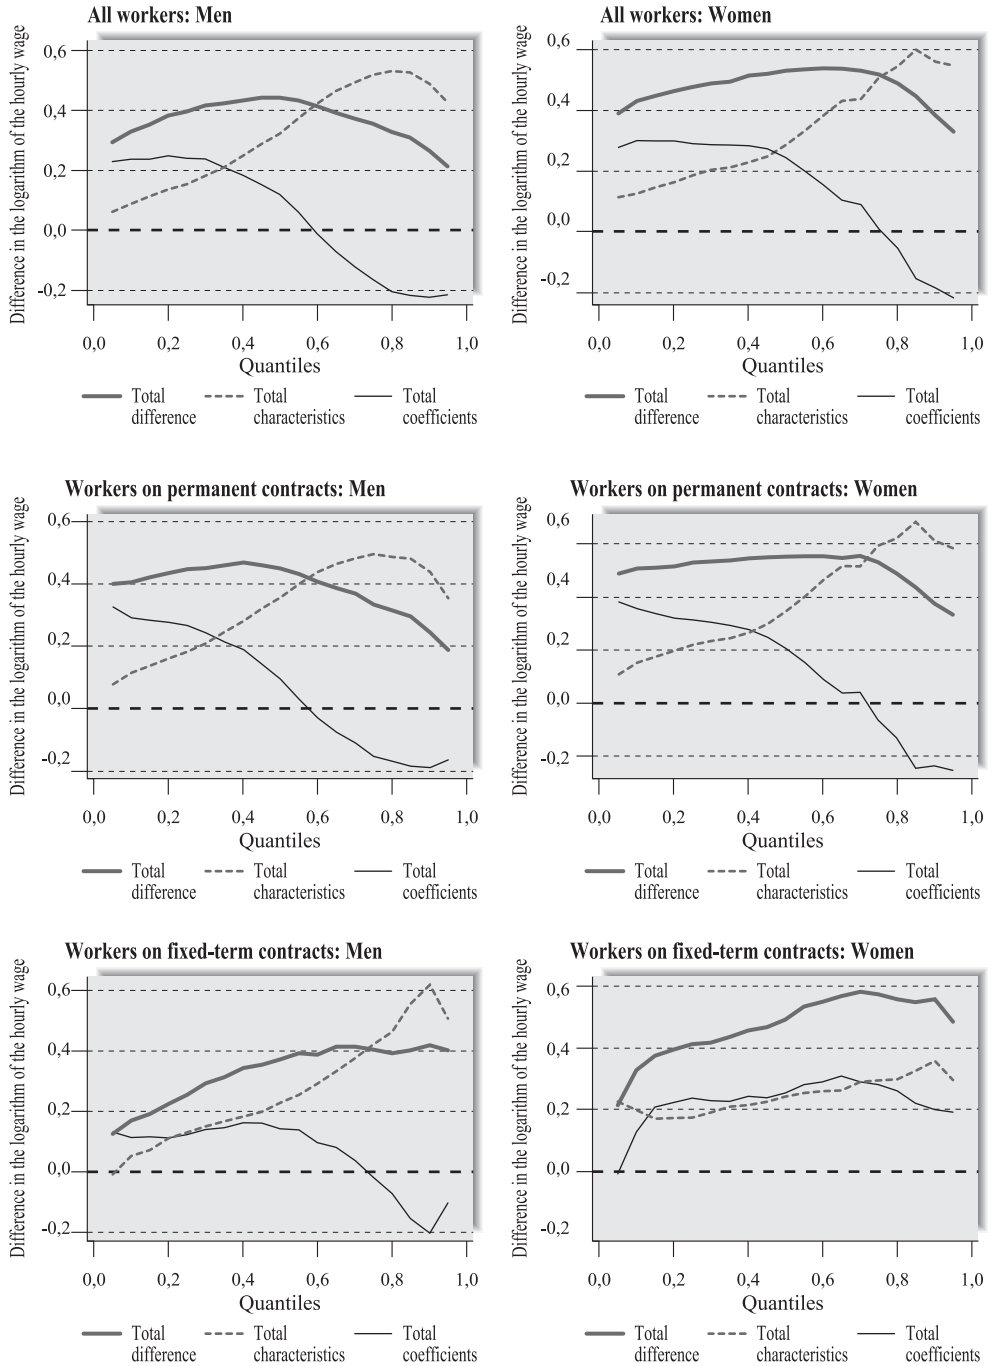 All workers: Men
Difference in the logarithm of the hourly wage
0,6
0,4
0,2
0,0
-0,2
0,0 0,2 0,4 0,6 0,8 1,0
Quantiles
Total difference
Total characteristics
Total coefficients
All workers: Women
Difference in the logarithm of the hourly wage
0,6
0,4
0,2
0,0
-0,2
0,0 0,2 0,4 0,6 0,8 1,0
Quantiles
Total difference
Total characteristics
Total coefficients
Workers on permanent contracts: Men
Difference in the logarithm of the hourly wage
0,6
0,4
0,2
0,0
-0,2
0,0 0,2 0,4 0,6 0,8 1,0
Quantiles
Total difference
Total characteristics
Total coefficients
Workers on permanent contracts: Women
Difference in the logarithm of the hourly wage
0,6
0,4
0,2
0,0
-0,2
0,0 0,2 0,4 0,6 0,8 1,0
Quantiles
Total difference
Total characteristics
Total coefficients
Workers on fixed-term contracts: Men
Difference in the logarithm of the hourly wage
0,6
0,4
0,2
0,0
-0,2
0,0 0,2 0,4 0,6 0,8 1,0
Quantiles
Total difference
Total characteristics
Total coefficients
Workers on fixed-term contracts: Women
Difference in the logarithm of the hourly wage
0,6
0,4
0,2
0,0
-0,2
0,0 0,2 0,4 0,6 0,8 1,0
Quantiles
Total difference
Total characteristics
Total coefficients